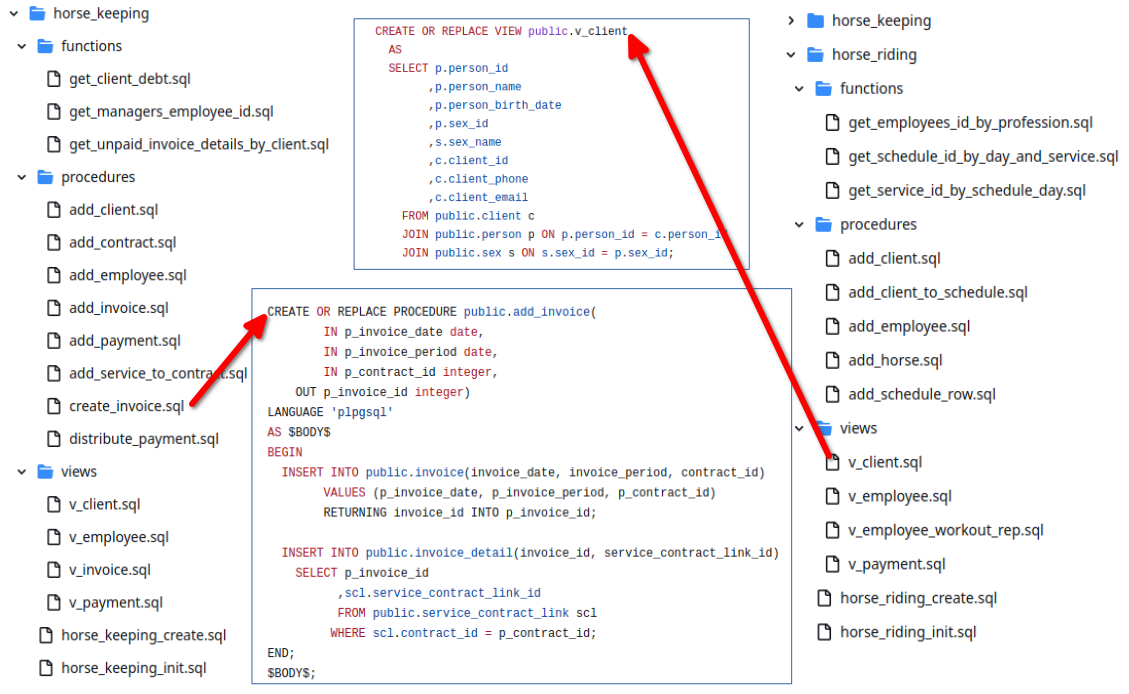 horse_keeping
functions
get_client_debt.sql
get_managers_employee_id.sql
get_unpaid_invoice_details_by_client.sql
procedures
add_client.sql
add_contract.sql
add_employee.sql
add_invoice.sql
add_payment.sql
add_service_to_contract.sql
create_invoice.sql
distribute_payment.sql
views
v_client.sql
v_employee.sql
v_invoice.sql
v_payment.sql
horse_keeping_create.sql
horse_keeping_init.sql
CREATE OR REPLACE VIEW public.v_client
AS
SELECT p.person_id
,p.person_name
,p.person_birth_date
,p.sex_id
,s.sex_name
,c.client_id
,c.client_phone
,c.client_email
FROM public.client c
JOIN public.person p ON p.person_id = c.person_id
JOIN public.sex s ON s.sex_id = p.sex_id;
CREATE OR REPLACE PROCEDURE public.add_invoice(
IN p_invoice_date date,
IN p_invoice_period date,
IN p_contract_id integer,
OUT p_invoice_id integer)
LANGUAGE 'plpgsql'
AS $BODY$
BEGIN
INSERT INTO public.invoice(invoice_date, invoice_period, contract_id)
VALUES (p_invoice_date, p_invoice_period, p_contract_id)
RETURNING invoice_id INTO p_invoice_id;
INSERT INTO public.invoice_detail(invoice_id, service_contract_link_id)
SELECT p_invoice_id
,scl.service_contract_link_id
FROM public.service_contract_link scl
WHERE scl.contract_id = p_contract_id;
END;
$BODY$;
horse_keeping
horse_riding
functions
get_employees_id_by_profession.sql
get_schedule_id_by_day_and_service.sql
get_service_id_by_schedule_day.sql
procedures
add_client.sql
add_client_to_schedule.sql
add_employee.sql
add_horse.sql
add_schedule_row.sql
views
v_client.sql
v_employee.sql
v_employee_workout_rep.sql
v_payment.sql
horse_riding_create.sql
horse_riding_init.sql